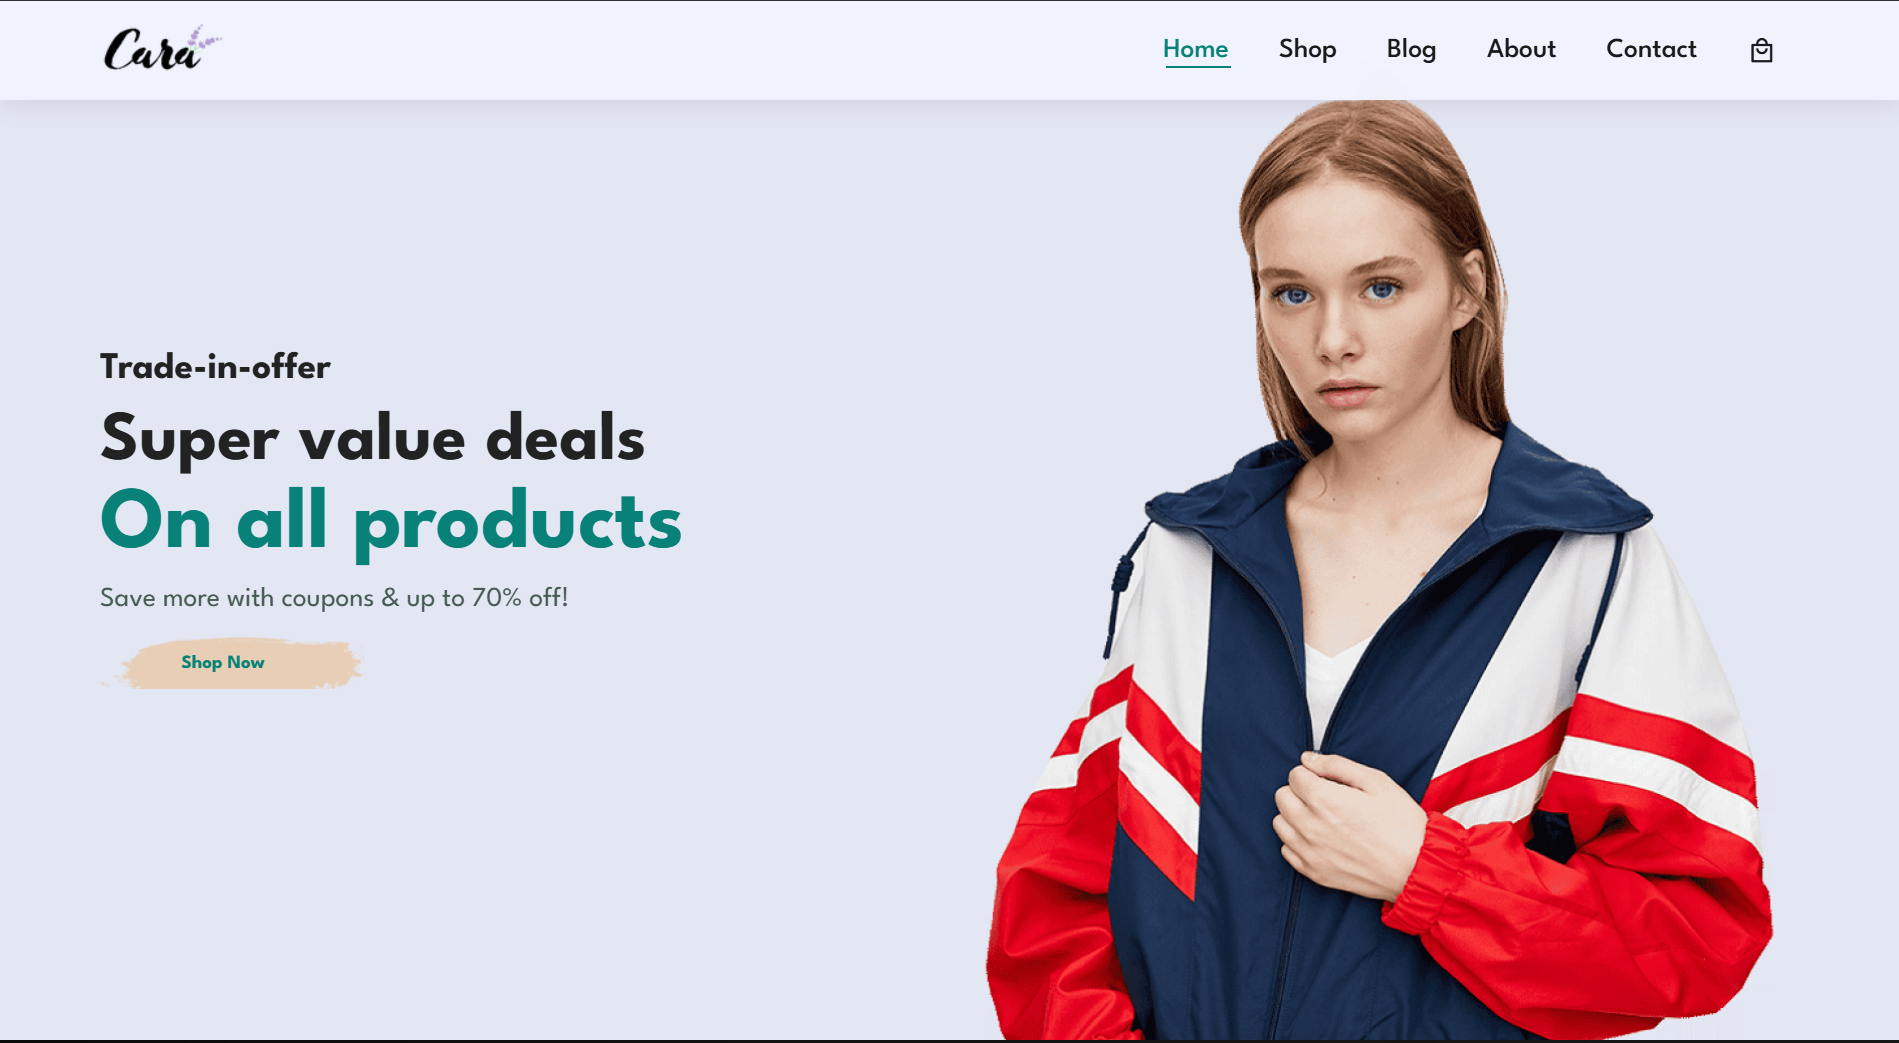 Cara
Home Shop Blog About Contact
Trade-in-offer
Super value deals
On all products
Save more with coupons & up to 70% off!
Shop Now